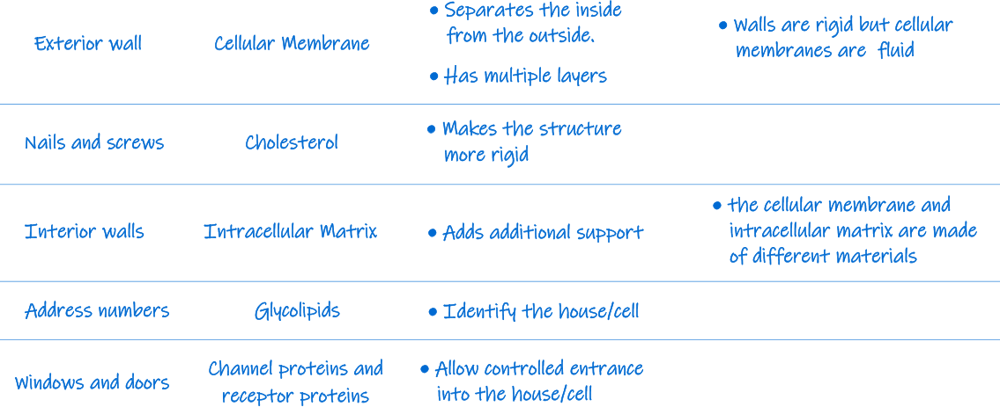 Exterior wall
Cellular Membrane
• Separates the inside
from the outside.
• Has multiple layers
• Walls are rigid but cellular
membranes are fluid
Nails and screws
Cholesterol
• Makes the structure
more rigid
Interior walls
Intracellular Matrix
• Adds additional support
• the cellular membrane and
intracellular matrix are made
of different materials
Address numbers
Glycolipids
• Identify the house/cell
Windows and doors
Channel proteins and
receptor proteins
• Allow controlled entrance
into the house/cell